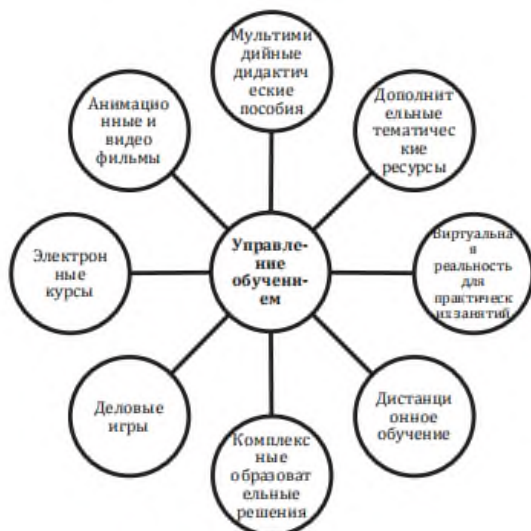 Мультими
дийные
дидактич
еские
пособия
Дополнит
ельные
тематичес
кие
ресурсы
Виртуальна
я
реальность
для
практическ
их занятий
Дистанци
онное
обучение
Комплекс
ные
образоват
ельные
решения
Деловые
игры
Электрон
ные
курсы
Анимацио
нные и
видео
фильмы
Управле-
ние
обучени-
ем